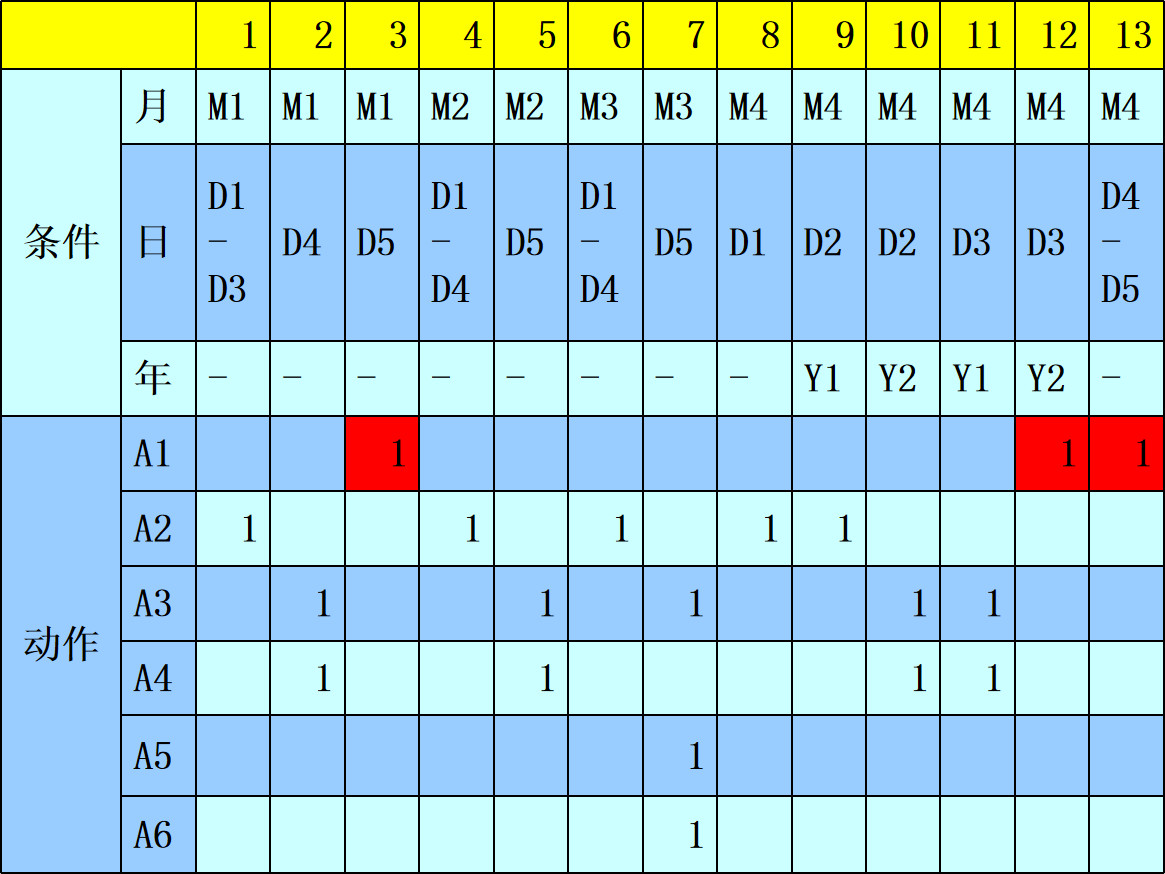 1 2 3 4 5 6 7 8 9 10 11 12 13
条件 月 M1 M1 M1 M2 M2 M3 M3 M4 M4 M4 M4 M4 M4
日 D1-D3 D4 D5 D1-D4 D5 D1-D4 D5 D1 D2 D2 D3 D3 D4-D5
年 - - - - - - - - Y1 Y2 Y1 Y2 -
动作 A1 1 1 1
A2 1 1 1 1 1
A3 1 1 1 1 1
A4 1 1 1 1
A5 1
A6 1